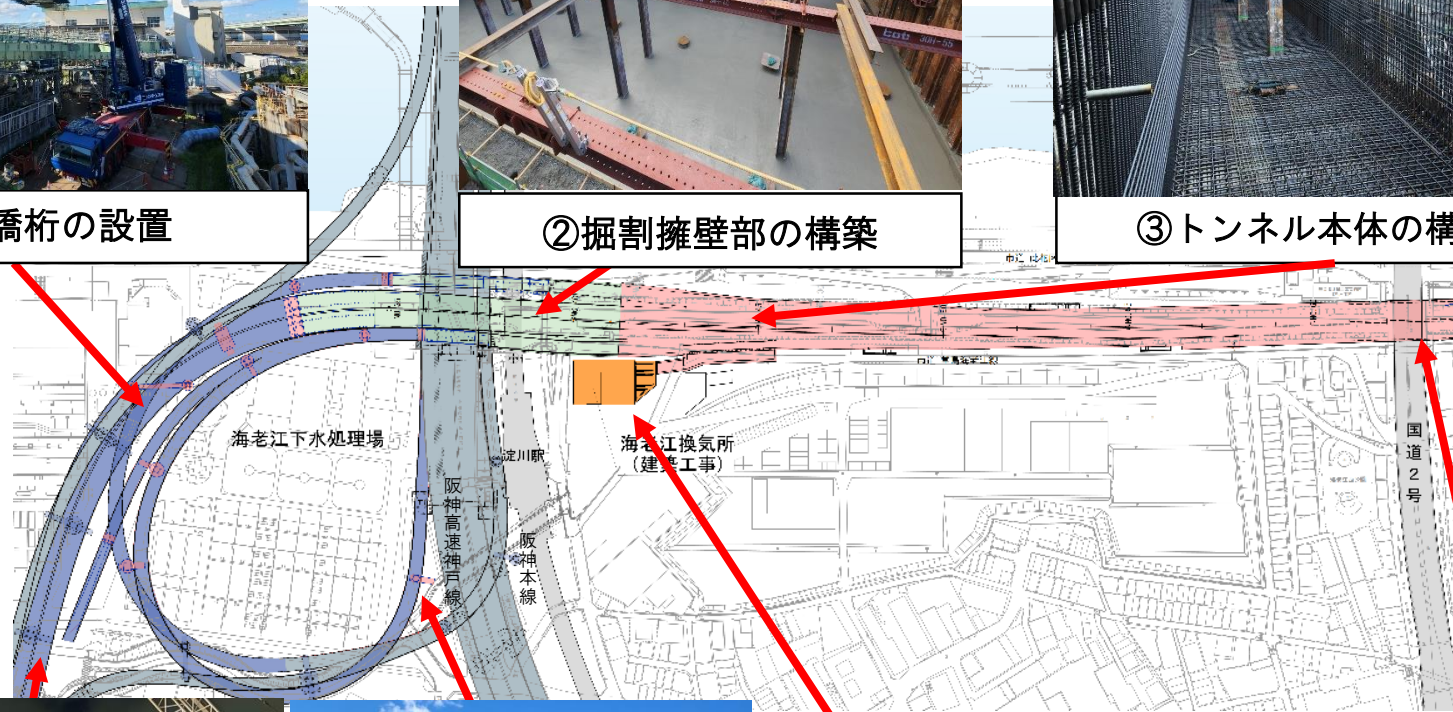 30H-55
橋桁の設置
②掘割擁壁部の構築
③トンネル本体の構
海老江下水処理場
淀川駅
海老江換気所
（建築工事）
阪神高速神戸線
阪神本線
国道2号